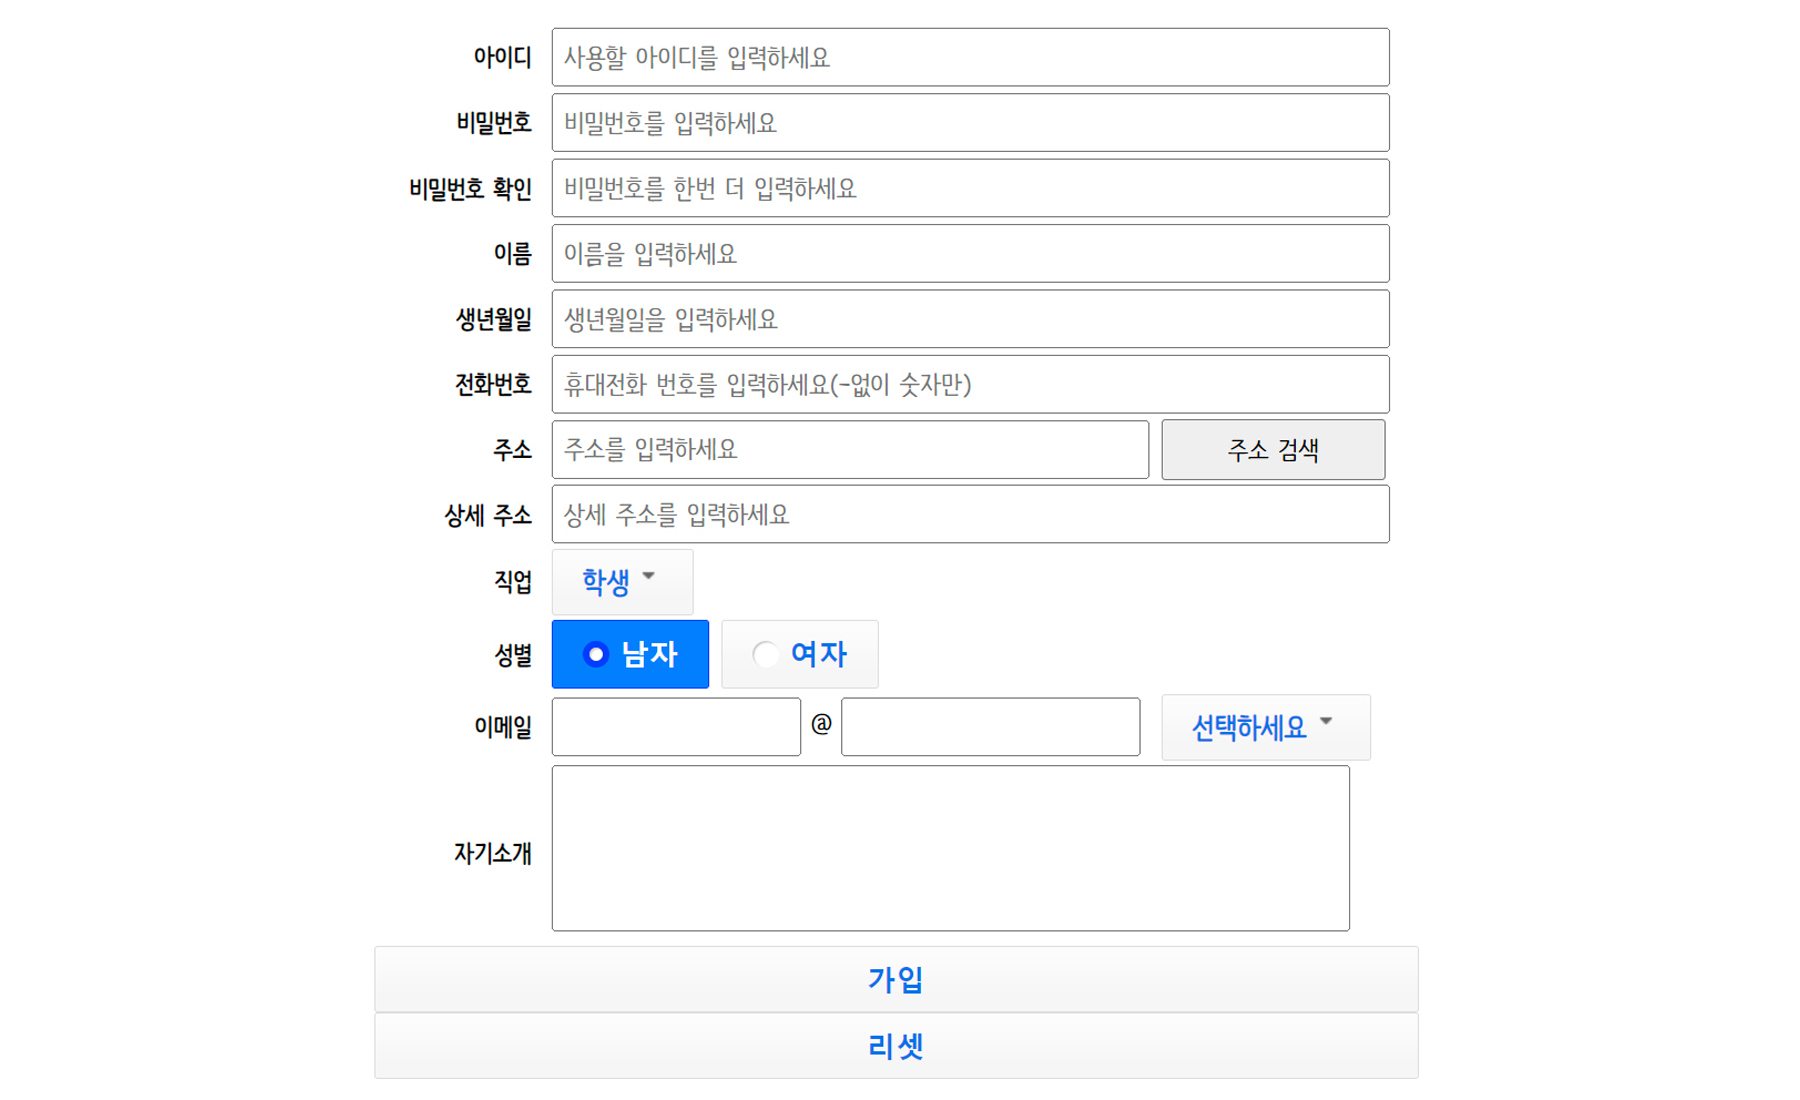 아이디 사용할 아이디를 입력하세요
비밀번호 비밀번호를 입력하세요
비밀번호 확인 비밀번호를 한번 더 입력하세요
이름 이름을 입력하세요
생년월일 생년월일을 입력하세요
전화번호 휴대전화 번호를 입력하세요(-없이 숫자만)
주소 주소를 입력하세요 주소 검색
상세 주소 상세 주소를 입력하세요
직업 학생
성별 남자 여자
이메일 @ 선택하세요
자기소개
가입
리셋